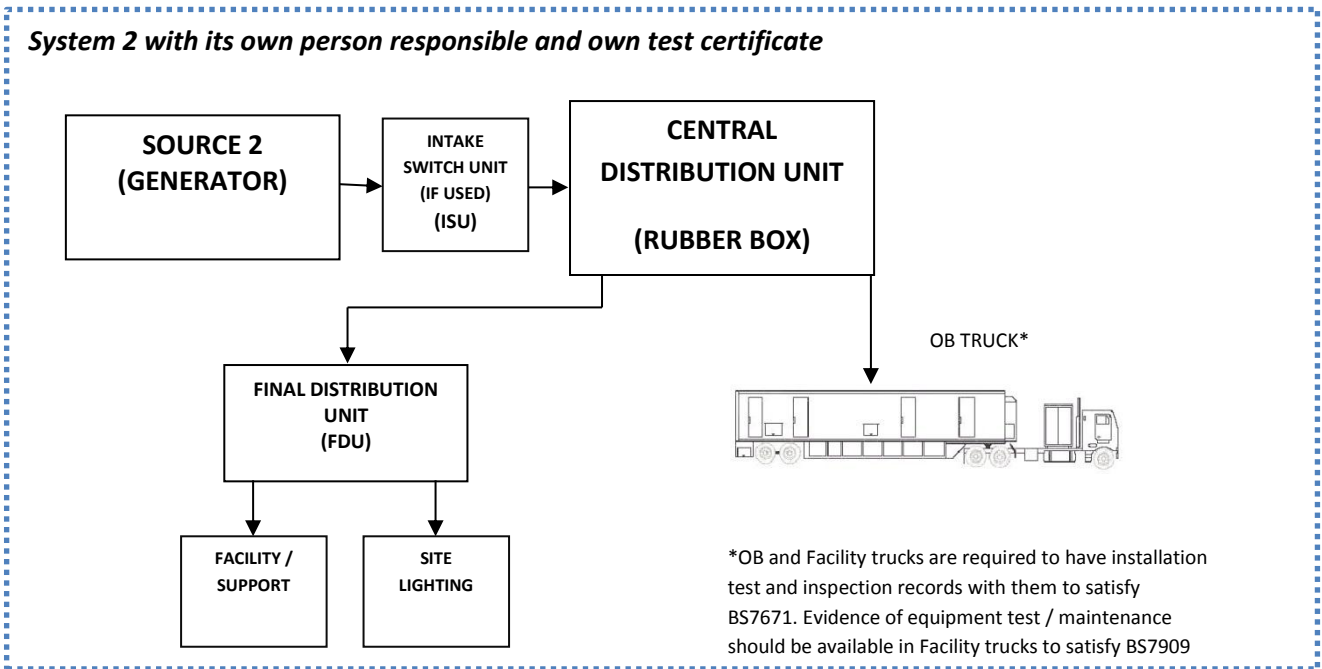 System 2 with its own person responsible and own test certificate
SOURCE 2
(GENERATOR)
INTAKE
SWITCH UNIT
(IF USED)
(ISU)
CENTRAL
DISTRIBUTION UNIT
(RUBBER BOX)
OB TRUCK*
FINAL DISTRIBUTION
UNIT
(FDU)
FACILITY /
SUPPORT
SITE
LIGHTING
*OB and Facility trucks are required to have installation
test and inspection records with them to satisfy
BS7671. Evidence of equipment test / maintenance
should be available in Facility trucks to satisfy BS7909